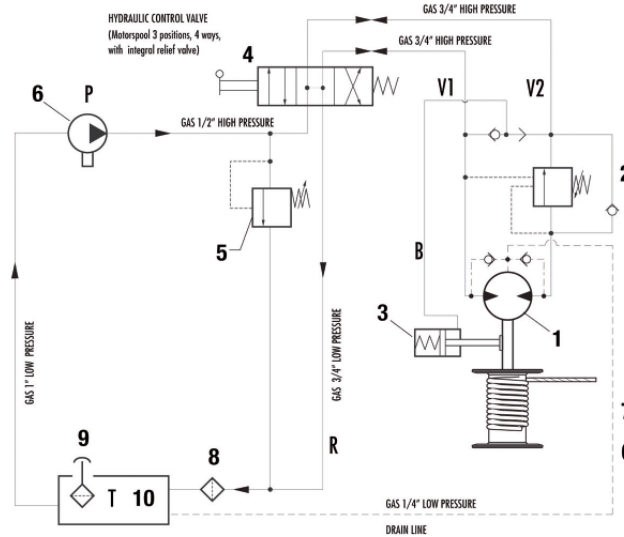 HYDRAULIC CONTROL VALVE
(Motorspool 3 positions, 4 ways,
with integral relief valve)
GAS 3/4" HIGH PRESSURE
GAS 3/4" HIGH PRESSURE
4
6
P
V1
V2
GAS 1/2" HIGH PRESSURE
2
5
B
3
1
GAS 1" LOW PRESSURE
GAS 3/4" LOW PRESSURE
R
7
9
8
T 10
GAS 1/4" LOW PRESSURE
DRAIN LINE